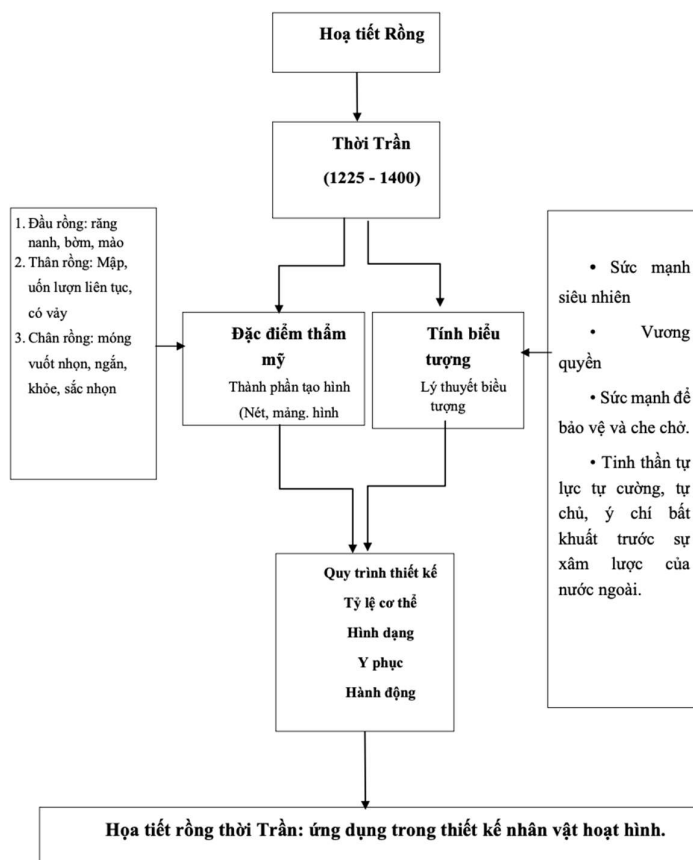 Hoạ tiết Rồng
Thời Trần
(1225 - 1400)
1. Đầu rồng: răng
nanh, bờm, mào
2. Thân rồng: Mập,
uốn lượn liên tục,
có vảy
3. Chân rồng: móng
vuốt nhọn, ngắn,
khỏe, sắc nhọn
Đặc điểm thẩm
mỹ
Thành phần tạo hình
(Nét, mảng. hình
Tính biểu
tượng
Lý thuyết biểu
tượng
• Sức mạnh
siêu nhiên
• Vương
quyền
• Sức mạnh để
bảo vệ và che chở.
• Tinh thần tự
lực tự cường, tự
chủ, ý chí bất
khuất trước sự
xâm lược của
nước ngoài.
Quy trình thiết kế
Tỷ lệ cơ thể
Hình dạng
Y phục
Hành động
Họa tiết rồng thời Trần: ứng dụng trong thiết kế nhân vật hoạt hình.